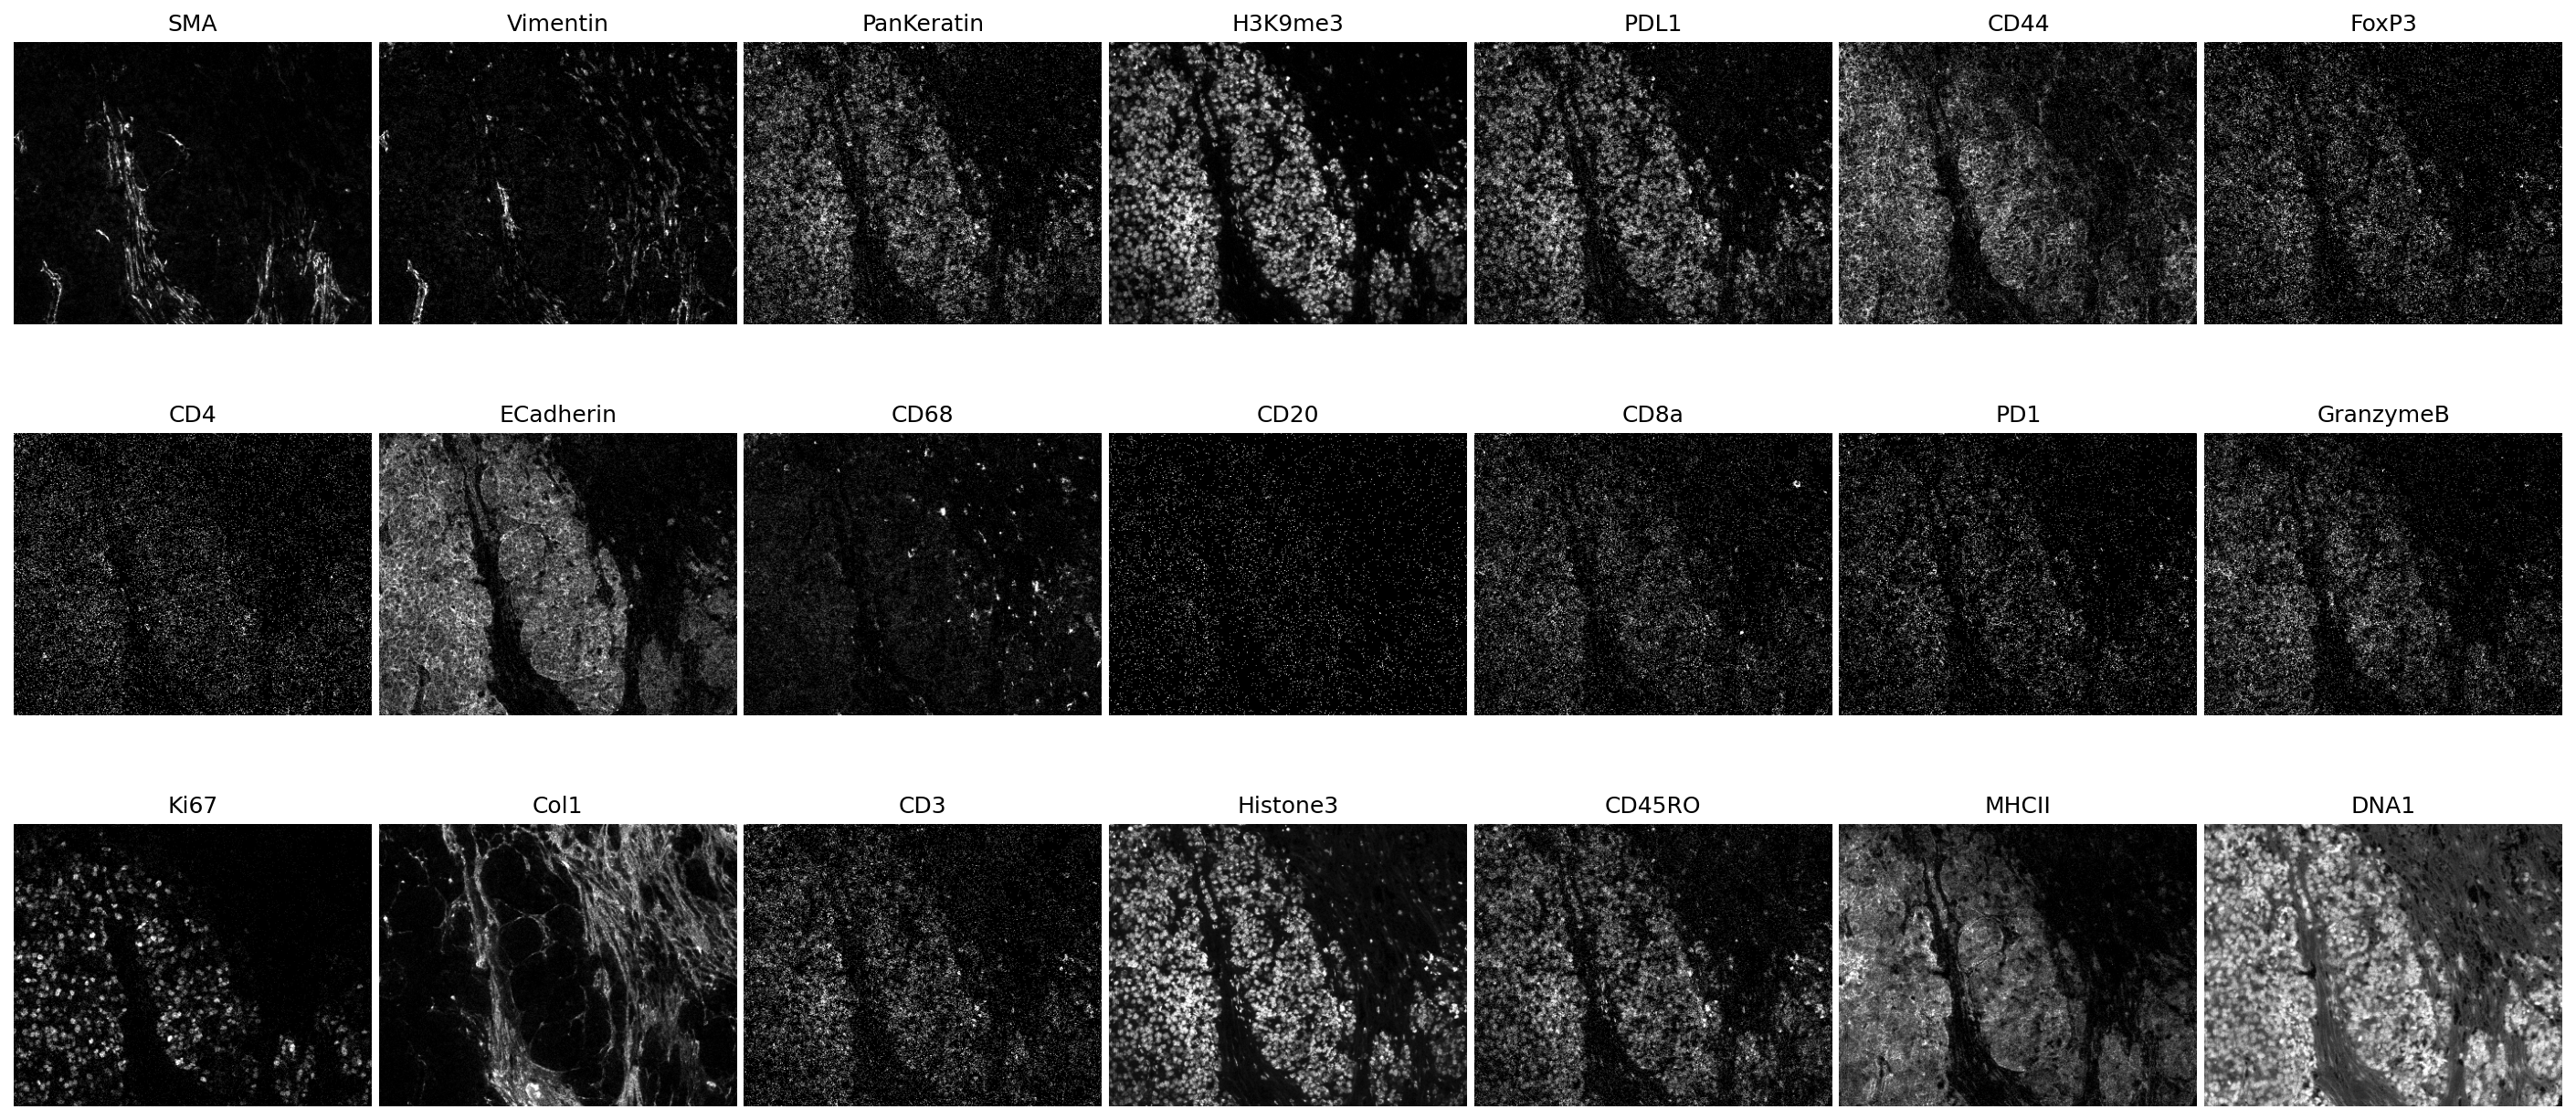 SMA Vimentin PanKeratin H3K9me3 PDL1 CD44 FoxP3
CD4 ECadherin CD68 CD20 CD8a PD1 GranzymeB
Ki67 Col1 CD3 Histone3 CD45RO MHCII DNA1